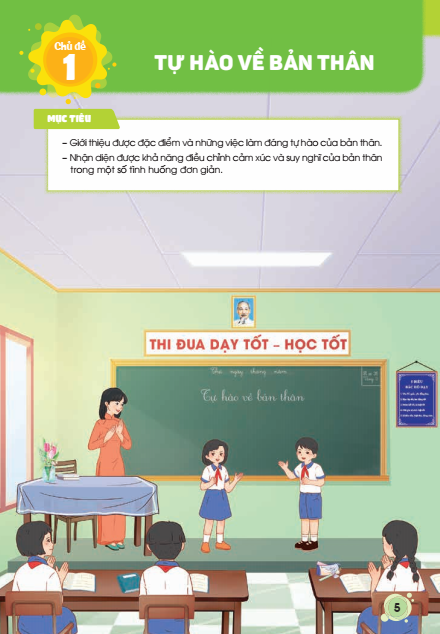 Chủ đề
1
TỰ HÀO VỀ BẢN THÂN
MỤC TIÊU
– Giới thiệu được đặc điểm và những việc làm đáng tự hào của bản thân.
– Nhận diện được khả năng điều chỉnh cảm xúc và suy nghĩ của bản thân
trong một số tình huống đơn giản.
THI ĐUA DẠY TỐT – HỌC TỐT
Thứ ... ngày ... tháng ... năm ...
Tự hào về bản thân
5 ĐIỀU
BÁC HỒ DẠY
5